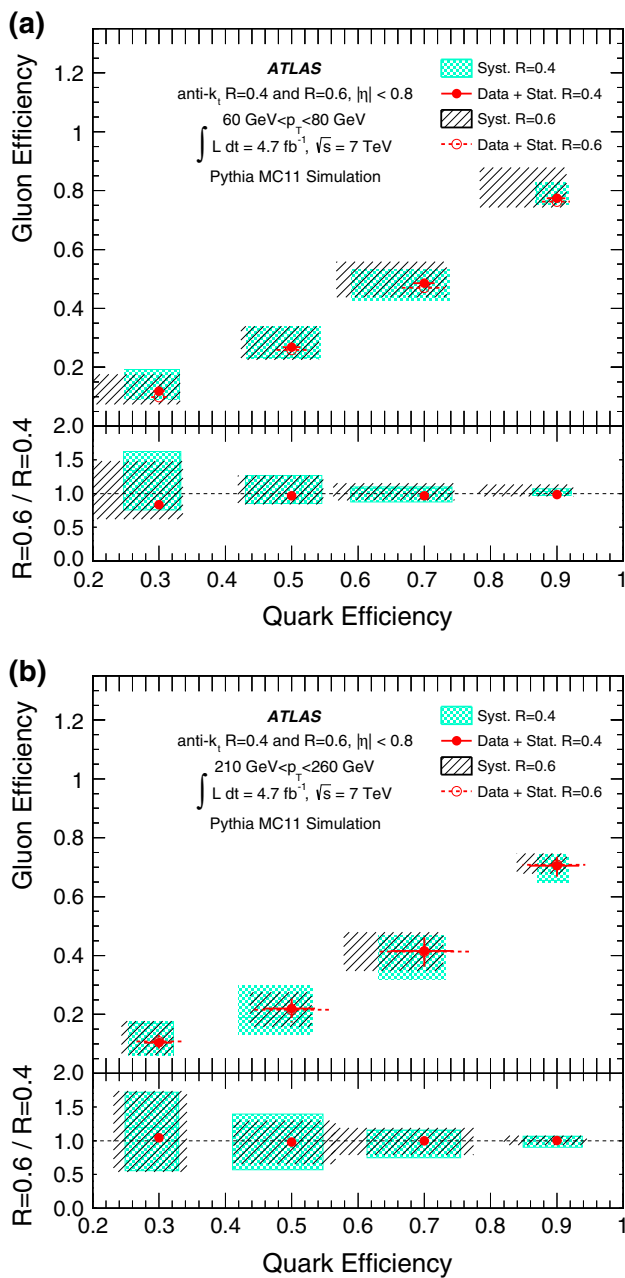 (a)
Gluon Efficiency
1.2
1
0.8
0.6
0.4
0.2
ATLAS
anti-kt R=0.4 and R=0.6, |η| < 0.8
60 GeV<pT<80 GeV
∫ L dt = 4.7 fb-1, √s = 7 TeV
Pythia MC11 Simulation
Syst. R=0.4
Data + Stat. R=0.4
Syst. R=0.6
Data + Stat. R=0.6
R=0.6 / R=0.4
2.0
1.5
1.0
0.5
0.0
0.2 0.3 0.4 0.5 0.6 0.7 0.8 0.9 1
Quark Efficiency
(b)
Gluon Efficiency
1.2
1
0.8
0.6
0.4
0.2
ATLAS
anti-kt R=0.4 and R=0.6, |η| < 0.8
210 GeV<pT<260 GeV
∫ L dt = 4.7 fb-1, √s = 7 TeV
Pythia MC11 Simulation
Syst. R=0.4
Data + Stat. R=0.4
Syst. R=0.6
Data + Stat. R=0.6
R=0.6 / R=0.4
2.0
1.5
1.0
0.5
0.0
0.2 0.3 0.4 0.5 0.6 0.7 0.8 0.9 1
Quark Efficiency